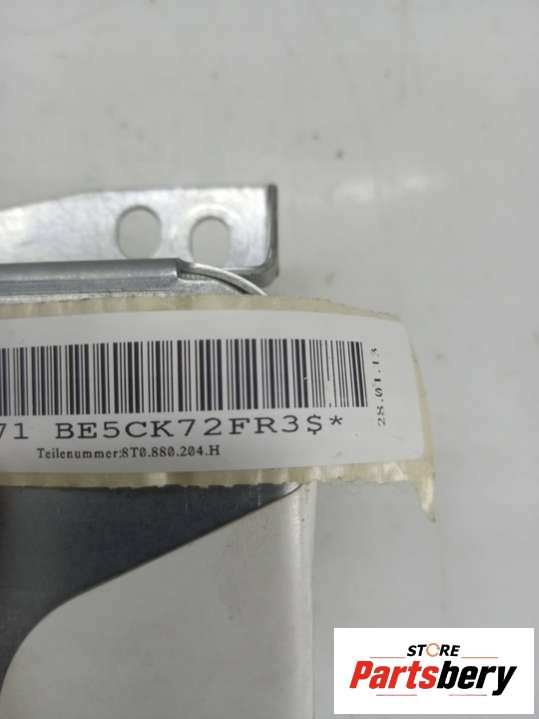 71 BE5CK72FR3$*
Teilenummer:8T0.880.204.H
28.01.13
STORE
Partsbery